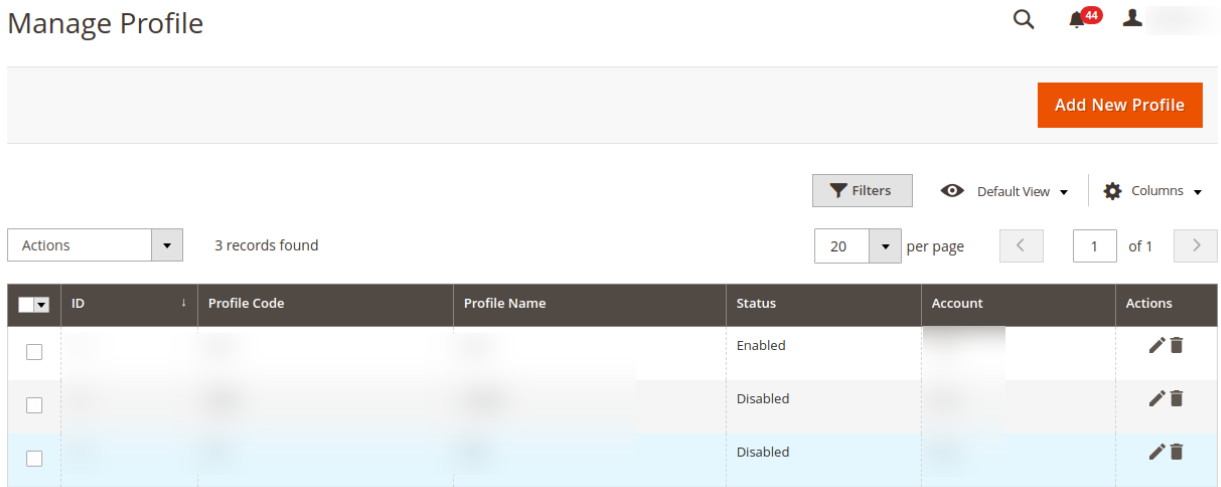 Manage Profile
44
Add New Profile
Filters
Default View
Columns
Actions
3 records found
20
per page
1
of 1
ID ↓ Profile Code Profile Name Status Account Actions
Enabled
Disabled
Disabled